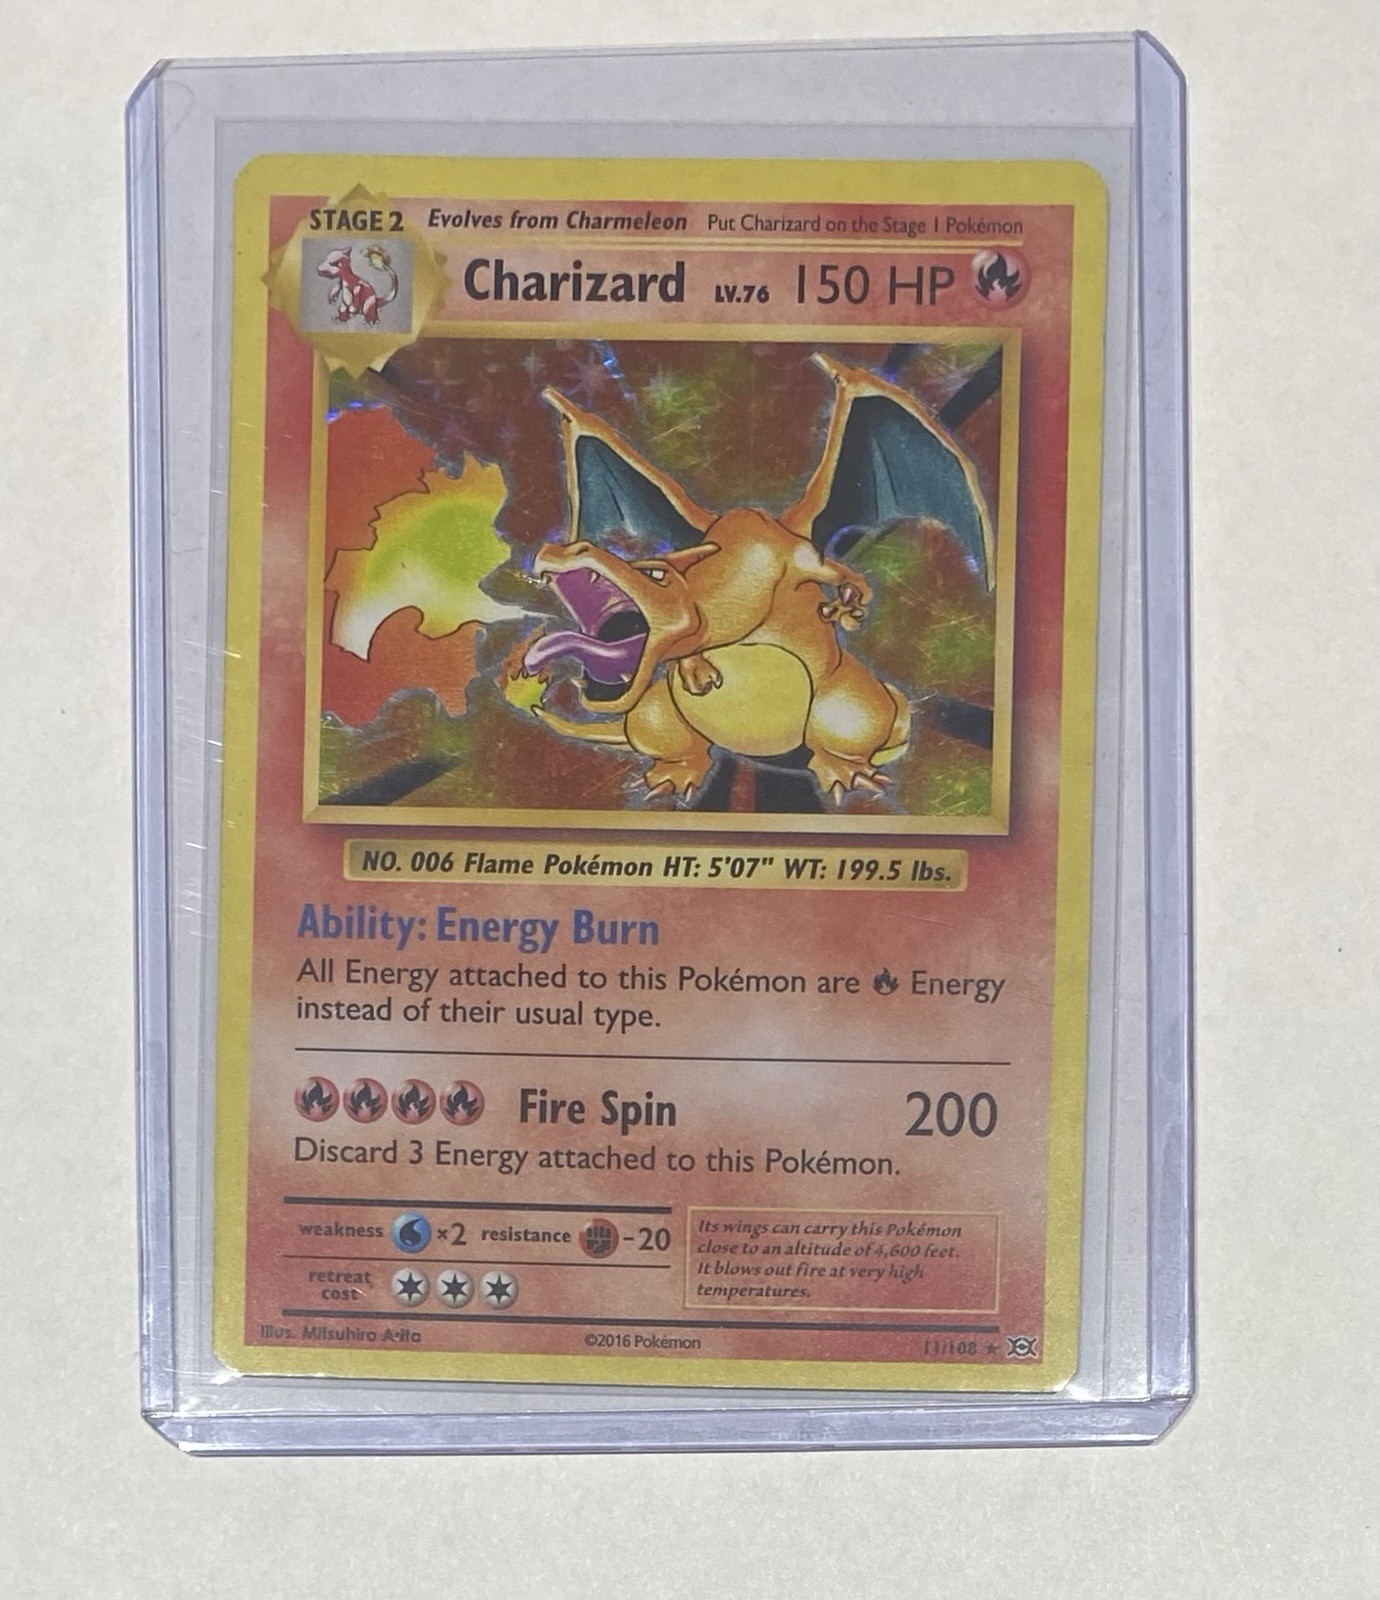 STAGE 2 Evolves from Charmeleon Put Charizard on the Stage 1 Pokémon
Charizard LV.76 150 HP
NO. 006 Flame Pokémon HT: 5'07" WT: 199.5 lbs.
Ability: Energy Burn
All Energy attached to this Pokémon are Energy
instead of their usual type.
Fire Spin 200
Discard 3 Energy attached to this Pokémon.
weakness ×2 resistance -20
retreat
cost
Its wings can carry this Pokémon
close to an altitude of 4,600 feet.
It blows out fire at very high
temperatures.
Illus. Mitsuhiro Arita ©2016 Pokémon 11/108